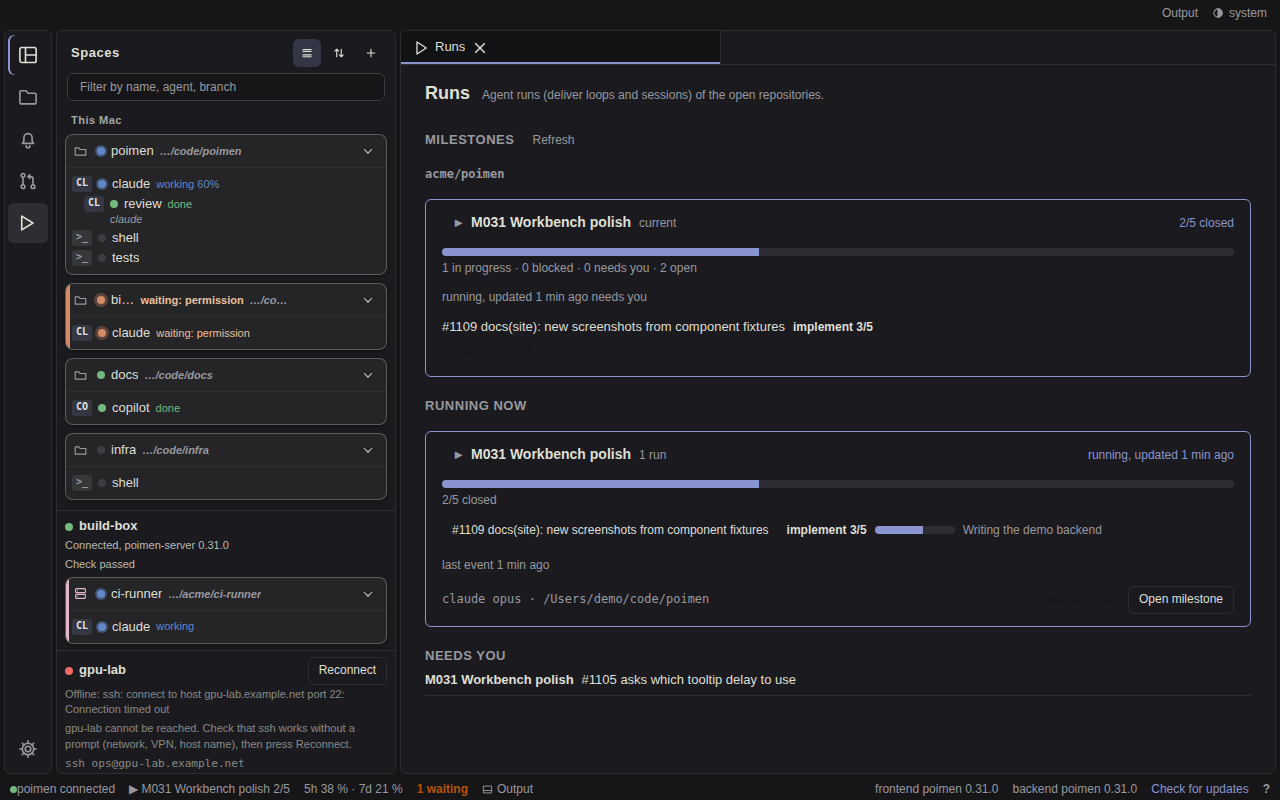 Output system
Spaces
Filter by name, agent, branch
This Mac
poimen …/code/poimen
CL claude working 60%
CL review done
claude
>_ shell
>_ tests
bi… waiting: permission …/co…
CL claude waiting: permission
docs …/code/docs
CO copilot done
infra …/code/infra
>_ shell
build-box
Connected, poimen-server 0.31.0
Check passed
ci-runner …/acme/ci-runner
CL claude working
gpu-lab Reconnect
Offline: ssh: connect to host gpu-lab.example.net port 22:
Connection timed out
gpu-lab cannot be reached. Check that ssh works without a
prompt (network, VPN, host name), then press Reconnect.
ssh ops@gpu-lab.example.net
Runs
Runs Agent runs (deliver loops and sessions) of the open repositories.
MILESTONES Refresh
acme/poimen
▶ M031 Workbench polish current 2/5 closed
1 in progress · 0 blocked · 0 needs you · 2 open
running, updated 1 min ago needs you
#1109 docs(site): new screenshots from component fixtures implement 3/5
RUNNING NOW
▶ M031 Workbench polish 1 run running, updated 1 min ago
2/5 closed
#1109 docs(site): new screenshots from component fixtures implement 3/5 Writing the demo backend
last event 1 min ago
claude opus · /Users/demo/code/poimen Open milestone
NEEDS YOU
M031 Workbench polish #1105 asks which tooltip delay to use
poimen connected ▶ M031 Workbench polish 2/5 5h 38 % · 7d 21 % 1 waiting Output frontend poimen 0.31.0 backend poimen 0.31.0 Check for updates ?